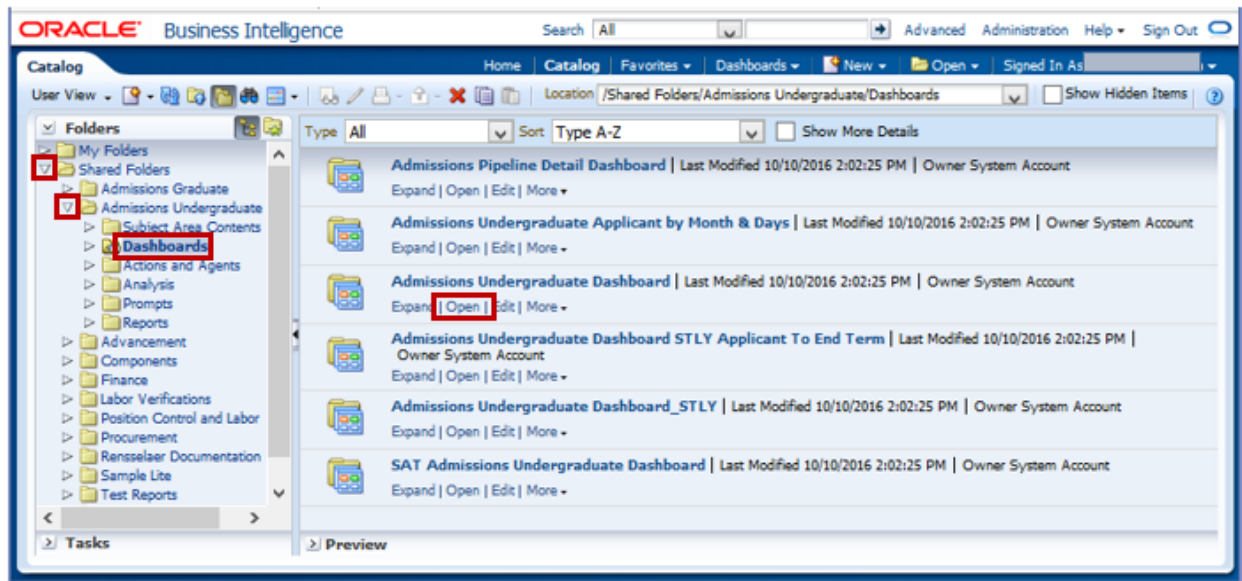 ORACLE Business Intelligence Search All Advanced Administration Help Sign Out
Catalog Home Catalog Favorites Dashboards New Open Signed In As
User View Location /Shared Folders/Admissions Undergraduate/Dashboards Show Hidden Items
Folders
My Folders
Shared Folders
Admissions Graduate
Admissions Undergraduate
Subject Area Contents
Dashboards
Actions and Agents
Analysis
Prompts
Reports
Advancement
Components
Finance
Labor Verifications
Position Control and Labor
Procurement
Rensselaer Documentation
Sample Lite
Test Reports
Tasks
Type All Sort Type A-Z Show More Details
Admissions Pipeline Detail Dashboard | Last Modified 10/10/2016 2:02:25 PM | Owner System Account
Expand | Open | Edit | More
Admissions Undergraduate Applicant by Month & Days | Last Modified 10/10/2016 2:02:25 PM | Owner System Account
Expand | Open | Edit | More
Admissions Undergraduate Dashboard | Last Modified 10/10/2016 2:02:25 PM | Owner System Account
Expand | Open | Edit | More
Admissions Undergraduate Dashboard STLY Applicant To End Term | Last Modified 10/10/2016 2:02:25 PM |
Owner System Account
Expand | Open | Edit | More
Admissions Undergraduate Dashboard_STLY | Last Modified 10/10/2016 2:02:25 PM | Owner System Account
Expand | Open | Edit | More
SAT Admissions Undergraduate Dashboard | Last Modified 10/10/2016 2:02:25 PM | Owner System Account
Expand | Open | Edit | More
Preview